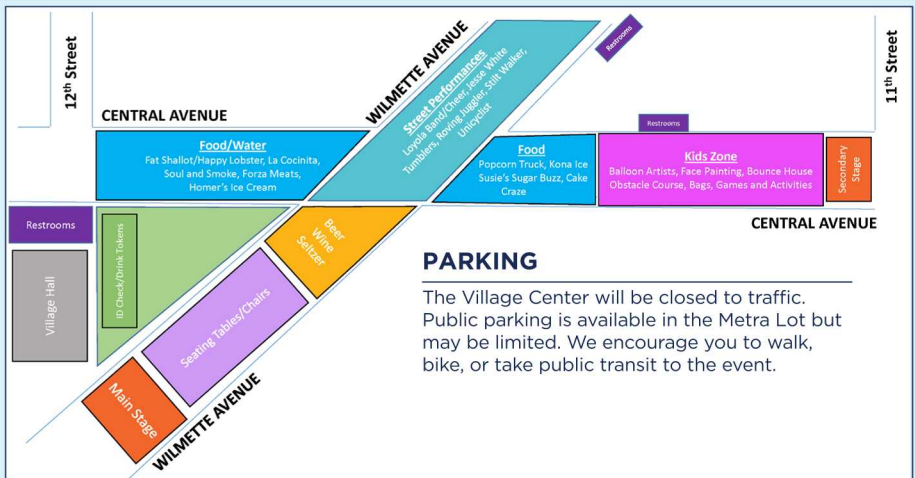 12th Street
CENTRAL AVENUE
WILMETTE AVENUE
Street Performances
Loyola Band/Cheer, Jesse White
Tumblers, Roving Juggler, Stilt Walker,
Unicyclist
Restrooms
11th Street
Food/Water
Fat Shallot/Happy Lobster, La Cocinita,
Soul and Smoke, Forza Meats,
Homer's Ice Cream
Food
Popcorn Truck, Kona Ice
Susie's Sugar Buzz, Cake
Craze
Restrooms
Kids Zone
Balloon Artists, Face Painting, Bounce House
Obstacle Course, Bags, Games and Activities
Secondary
Stage
CENTRAL AVENUE
Restrooms
Village Hall
ID Check/Drink Tokens
Beer
Wine
Seltzer
Seating Tables/Chairs
Main Stage
WILMETTE AVENUE
PARKING
The Village Center will be closed to traffic.
Public parking is available in the Metra Lot but
may be limited. We encourage you to walk,
bike, or take public transit to the event.